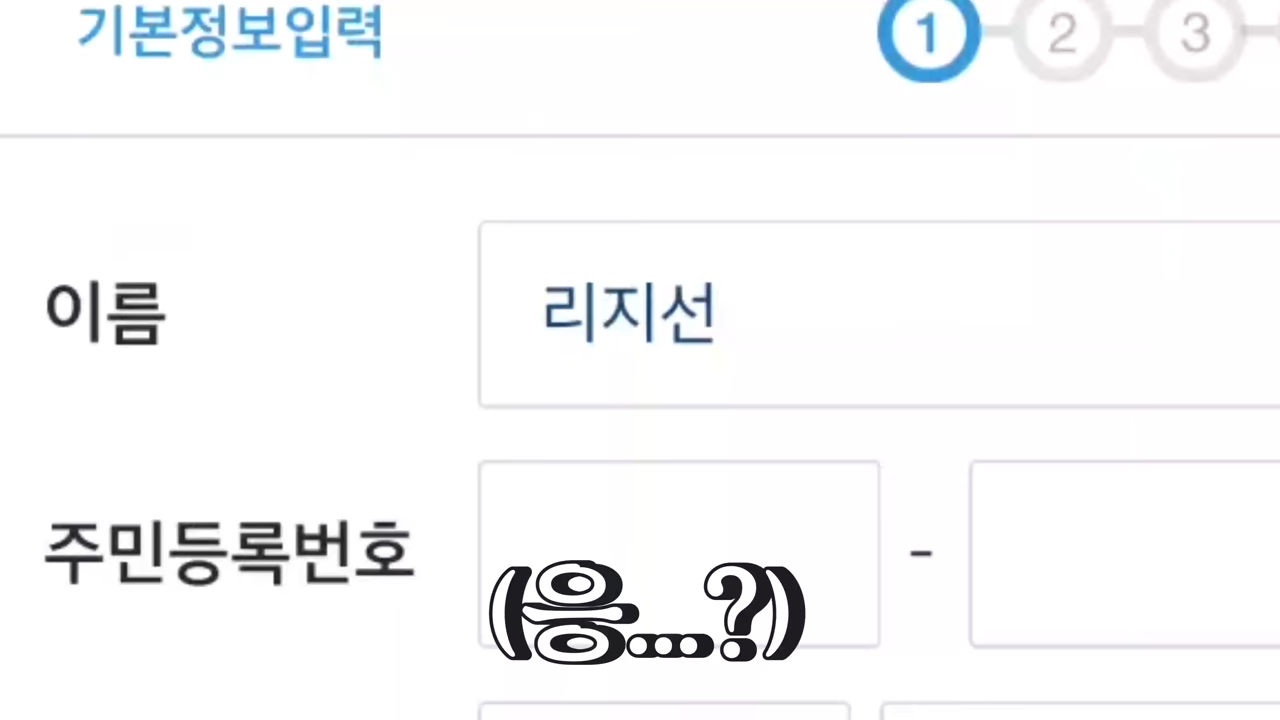 기본정보입력
1 2 3
이름
리지선
주민등록번호
-
(응...?)